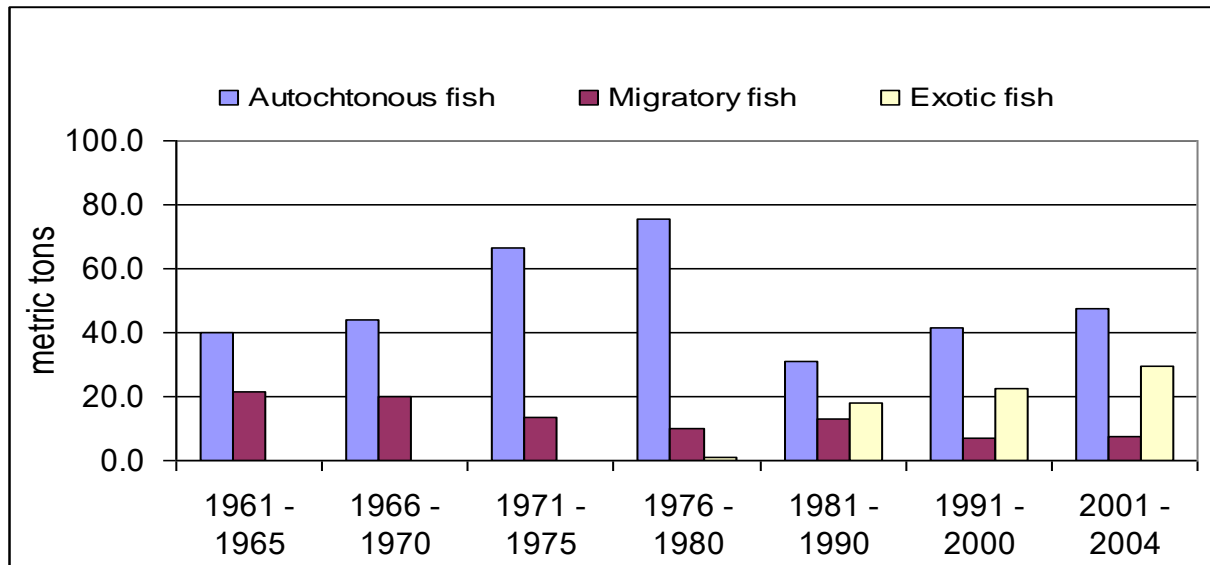 Autochtonous fish Migratory fish Exotic fish
100.0
80.0
60.0
40.0
20.0
0.0
metric tons
1961 - 1966 - 1971 - 1976 - 1981 - 1991 - 2001 -
1965 1970 1975 1980 1990 2000 2004